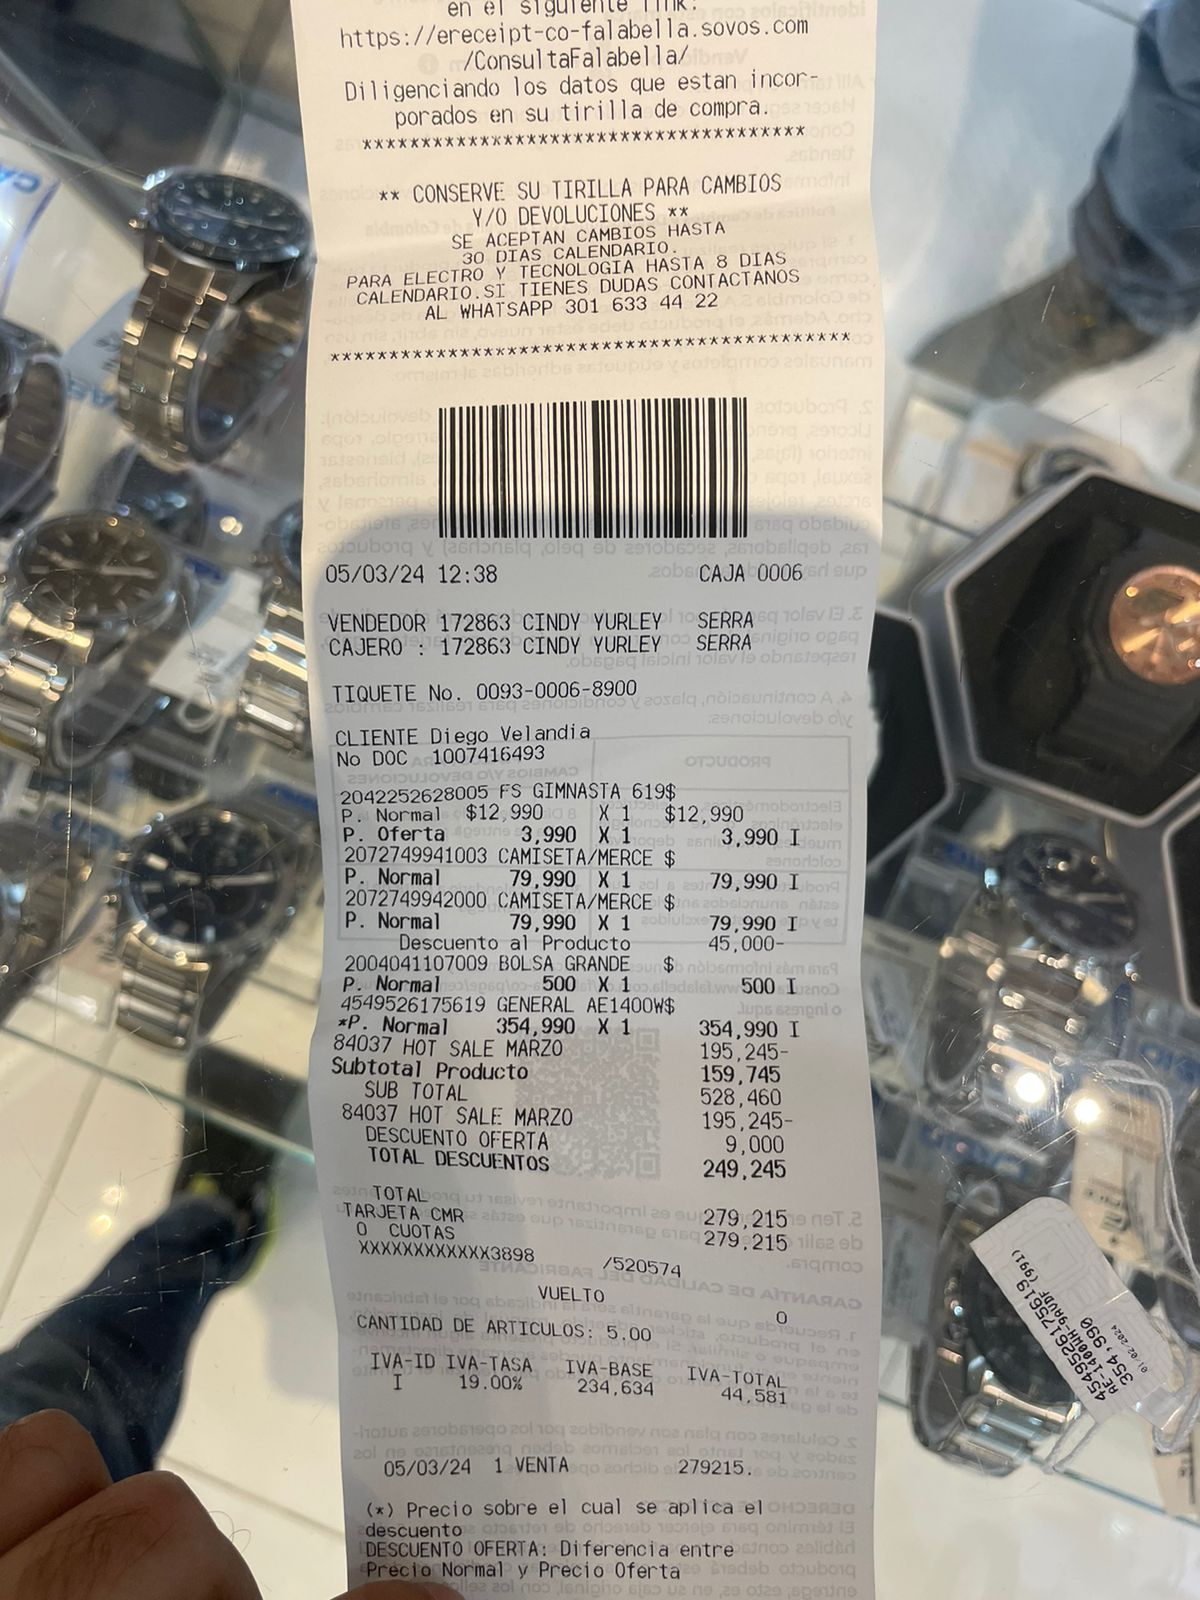 en el siguiente link:
https://ereceipt-co-falabella.sovos.com
/ConsultaFalabella/
Diligenciando los datos que estan incor-
porados en su tirilla de compra.
**************************************
** CONSERVE SU TIRILLA PARA CAMBIOS
Y/O DEVOLUCIONES **
SE ACEPTAN CAMBIOS HASTA
30 DIAS CALENDARIO.
PARA ELECTRO Y TECNOLOGIA HASTA 8 DIAS
CALENDARIO.SI TIENES DUDAS CONTACTANOS
AL WHATSAPP 301 633 44 22
********************************************
05/03/24 12:38 CAJA 0006
VENDEDOR 172863 CINDY YURLEY SERRA
CAJERO : 172863 CINDY YURLEY SERRA
TIQUETE No. 0093-0006-8900
CLIENTE Diego Velandia
No DOC 1007416493
2042252628005 FS GIMNASTA 619$
P. Normal $12,990 X 1 $12,990
P. Oferta 3,990 X 1 3,990 I
2072749941003 CAMISETA/MERCE $
P. Normal 79,990 X 1 79,990 I
2072749942000 CAMISETA/MERCE $
P. Normal 79,990 X 1 79,990 I
Descuento al Producto 45,000-
2004041107009 BOLSA GRANDE $
P. Normal 500 X 1 500 I
4549526175619 GENERAL AE1400W$
*P. Normal 354,990 X 1 354,990 I
84037 HOT SALE MARZO 195,245-
Subtotal Producto 159,745
SUB TOTAL 528,460
84037 HOT SALE MARZO 195,245-
DESCUENTO OFERTA 9,000
TOTAL DESCUENTOS 249,245
TOTAL 279,215
TARJETA CMR 279,215
0 CUOTAS
XXXXXXXXXXXX3898 /520574
VUELTO 0
CANTIDAD DE ARTICULOS: 5.00
IVA-ID IVA-TASA IVA-BASE IVA-TOTAL
I 19.00% 234,634 44,581
05/03/24 1 VENTA 279215.
(*) Precio sobre el cual se aplica el
descuento
DESCUENTO OFERTA: Diferencia entre
Precio Normal y Precio Oferta
4549526175619
AE-1400WH-9AVDF (991)
354,990
01-02-2024